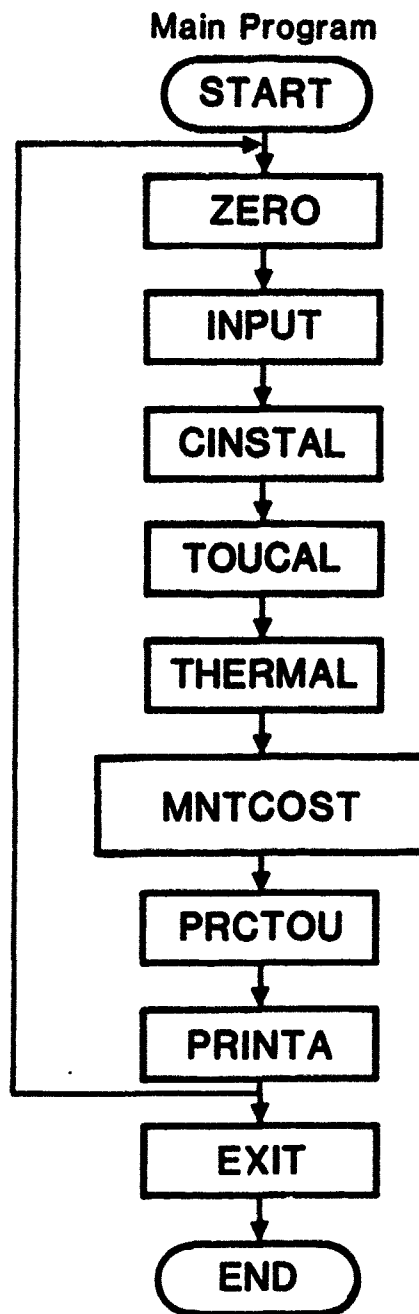 Main Program
START
ZERO
INPUT
CINSTAL
TOUCAL
THERMAL
MNTCOST
PRCTOU
PRINTA
EXIT
END